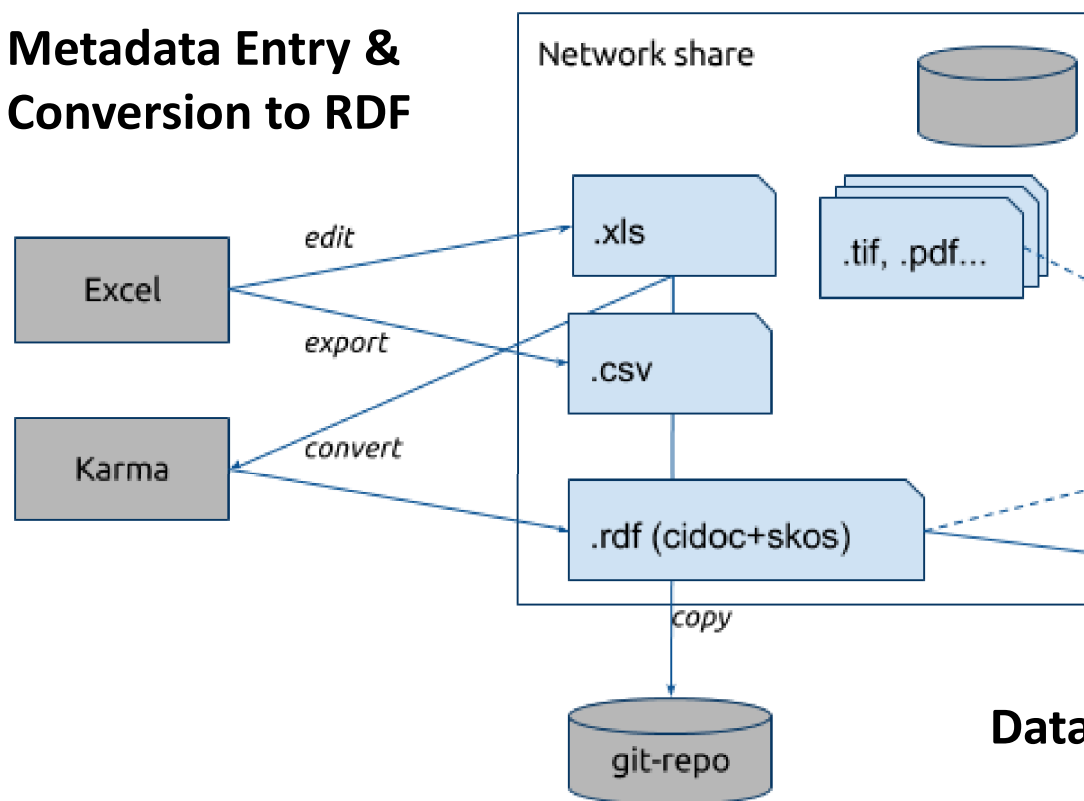 Metadata Entry &
Conversion to RDF
Network share
Excel
edit
export
.xls
.tif, .pdf...
.csv
Karma
convert
.rdf (cidoc+skos)
copy
git-repo
Data